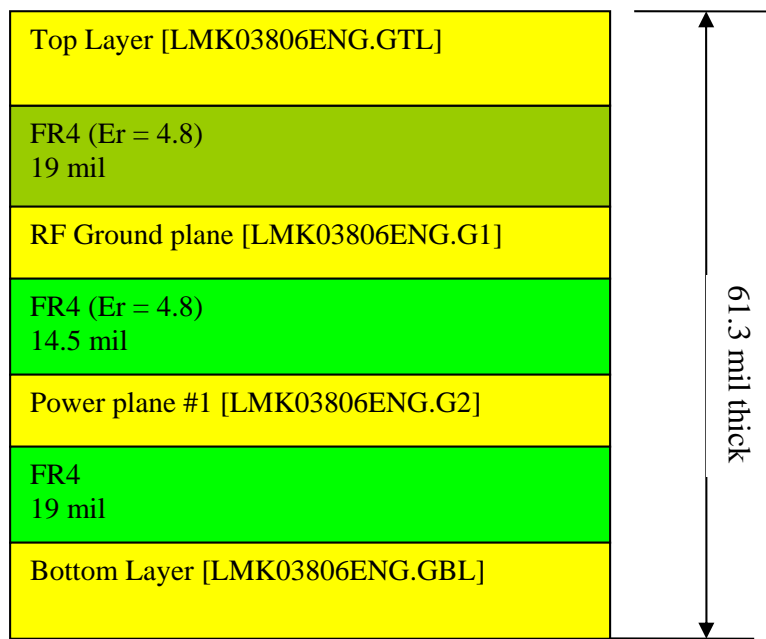 Top Layer [LMK03806ENG.GTL]
FR4 (Er = 4.8)
19 mil
RF Ground plane [LMK03806ENG.G1]
FR4 (Er = 4.8)
14.5 mil
Power plane #1 [LMK03806ENG.G2]
FR4
19 mil
Bottom Layer [LMK03806ENG.GBL]
61.3 mil thick